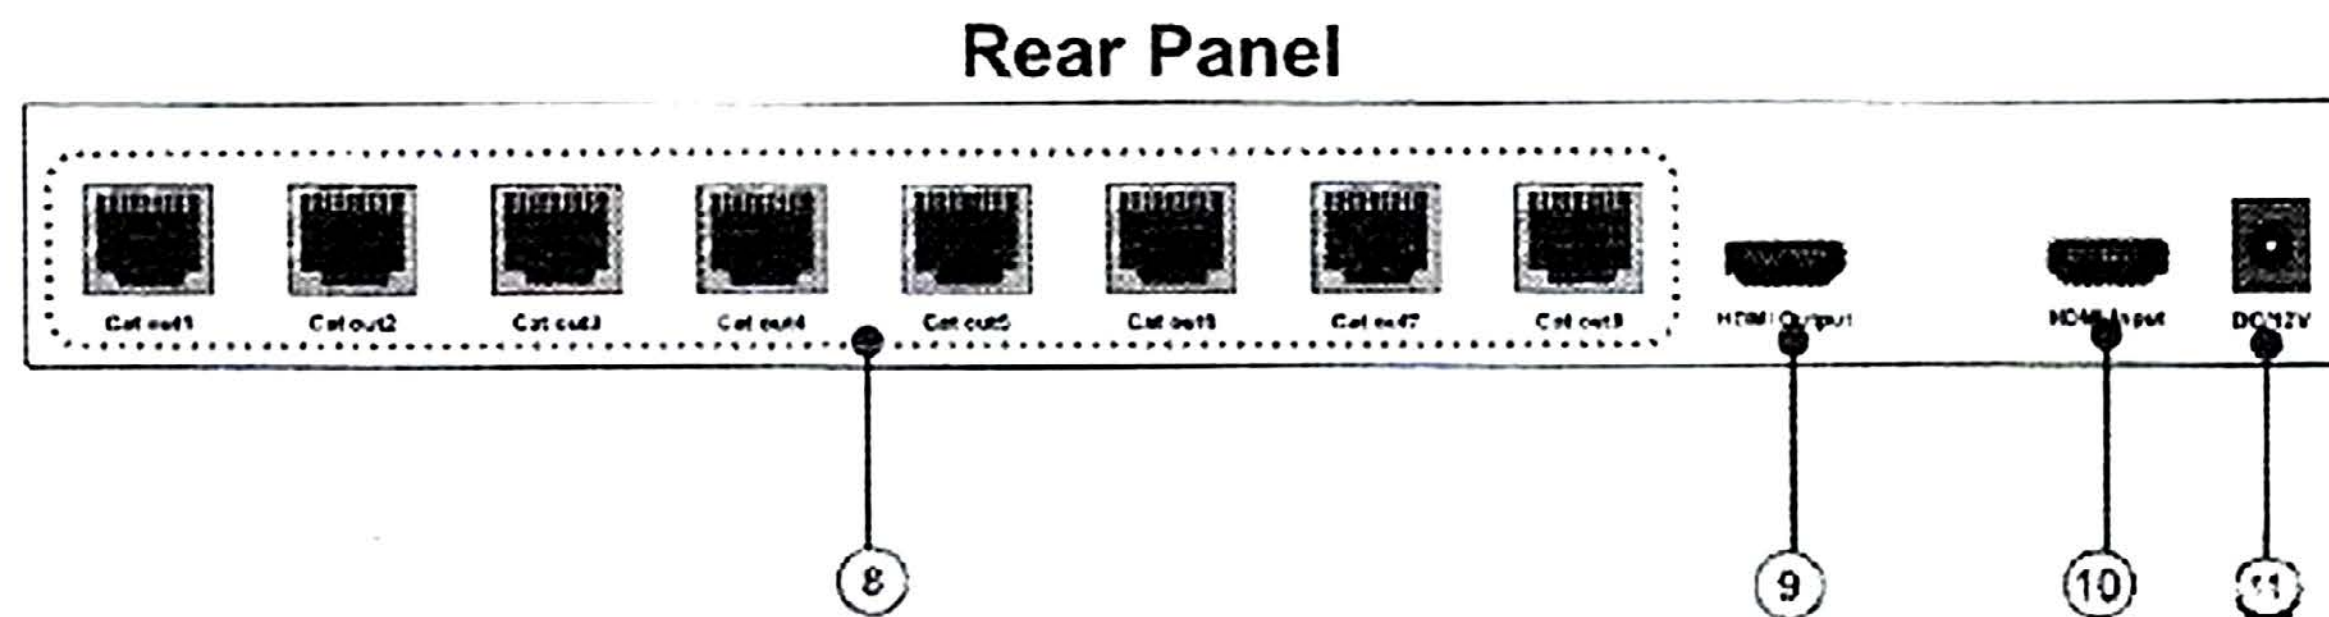 Rear Panel
Cat out1 Cat out2 Cat out3 Cat out4 Cat out5 Cat out6 Cat out7 Cat out8 HDMI Output HDMI Input DC12V
8 9 10 11